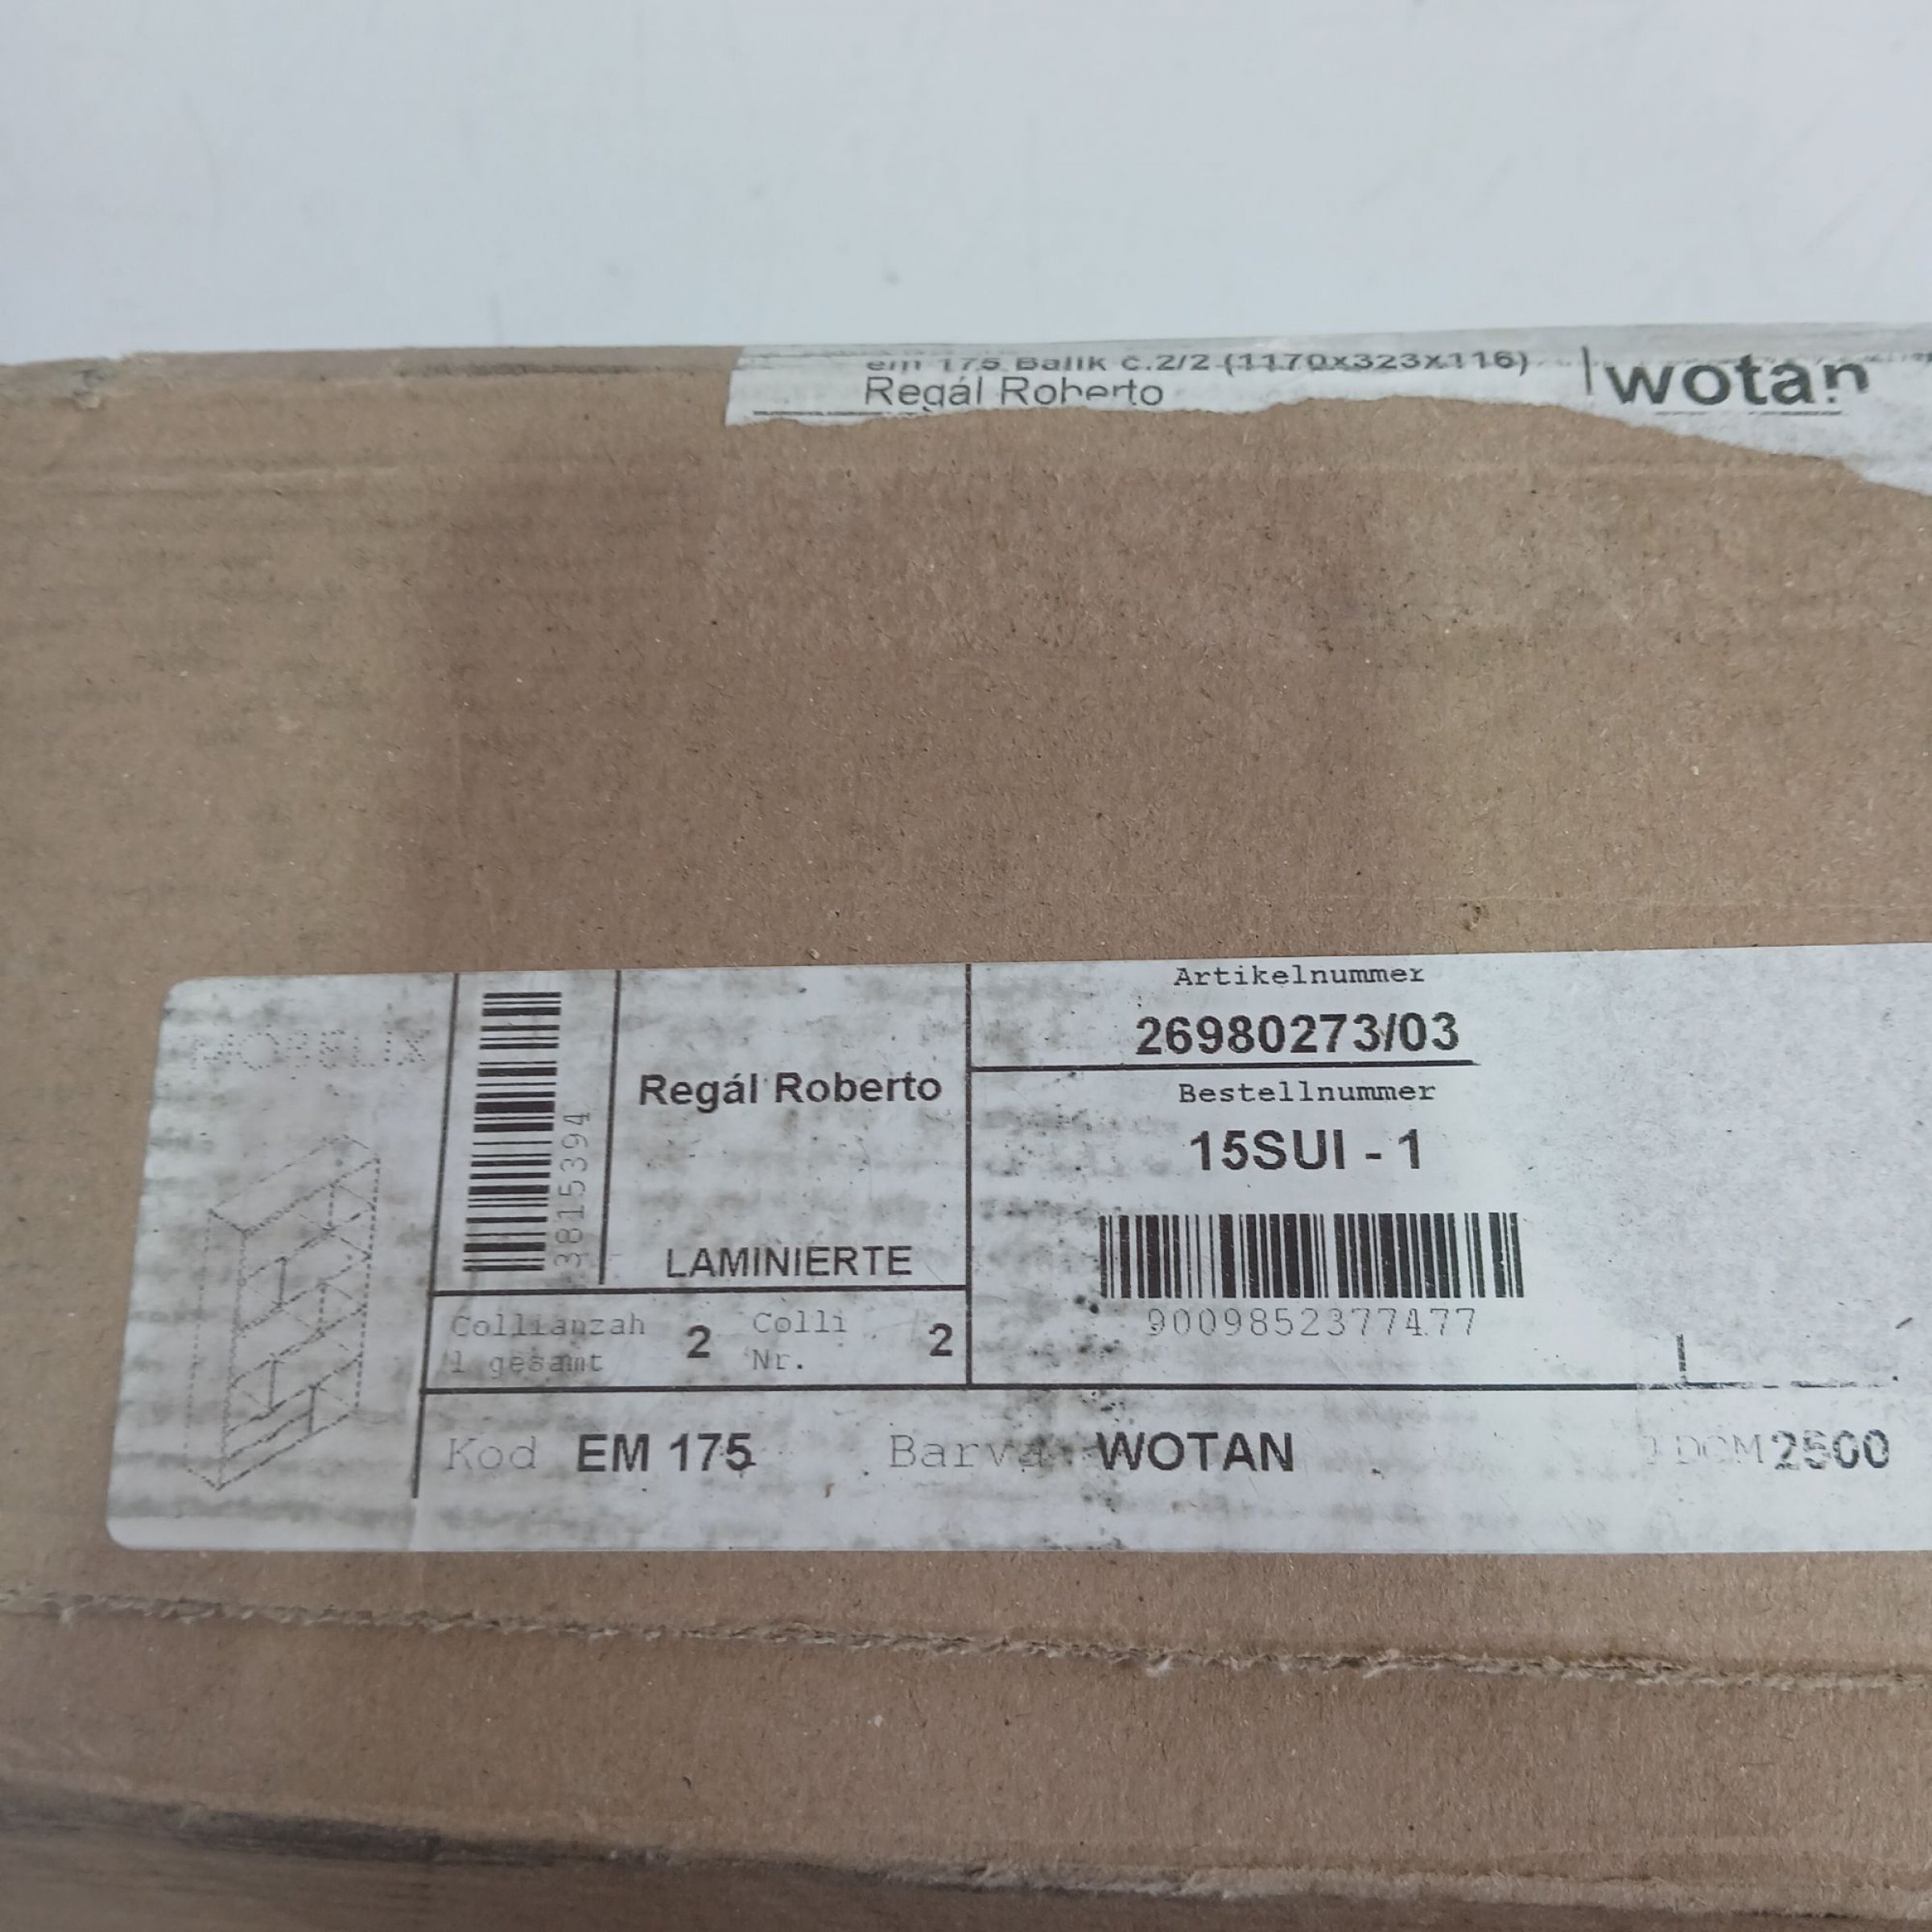 em 175 Balík č.2/2 (1170x323x116)
Regál Roberto
wotan
MÖBELIX
38153394
Regál Roberto
LAMINIERTE
Artikelnummer
26980273/03
Bestellnummer
15SUI - 1
9009852377477
Collianzah
l gesamt
2
Colli
Nr.
2
Kod EM 175 Barva WOTAN 2500